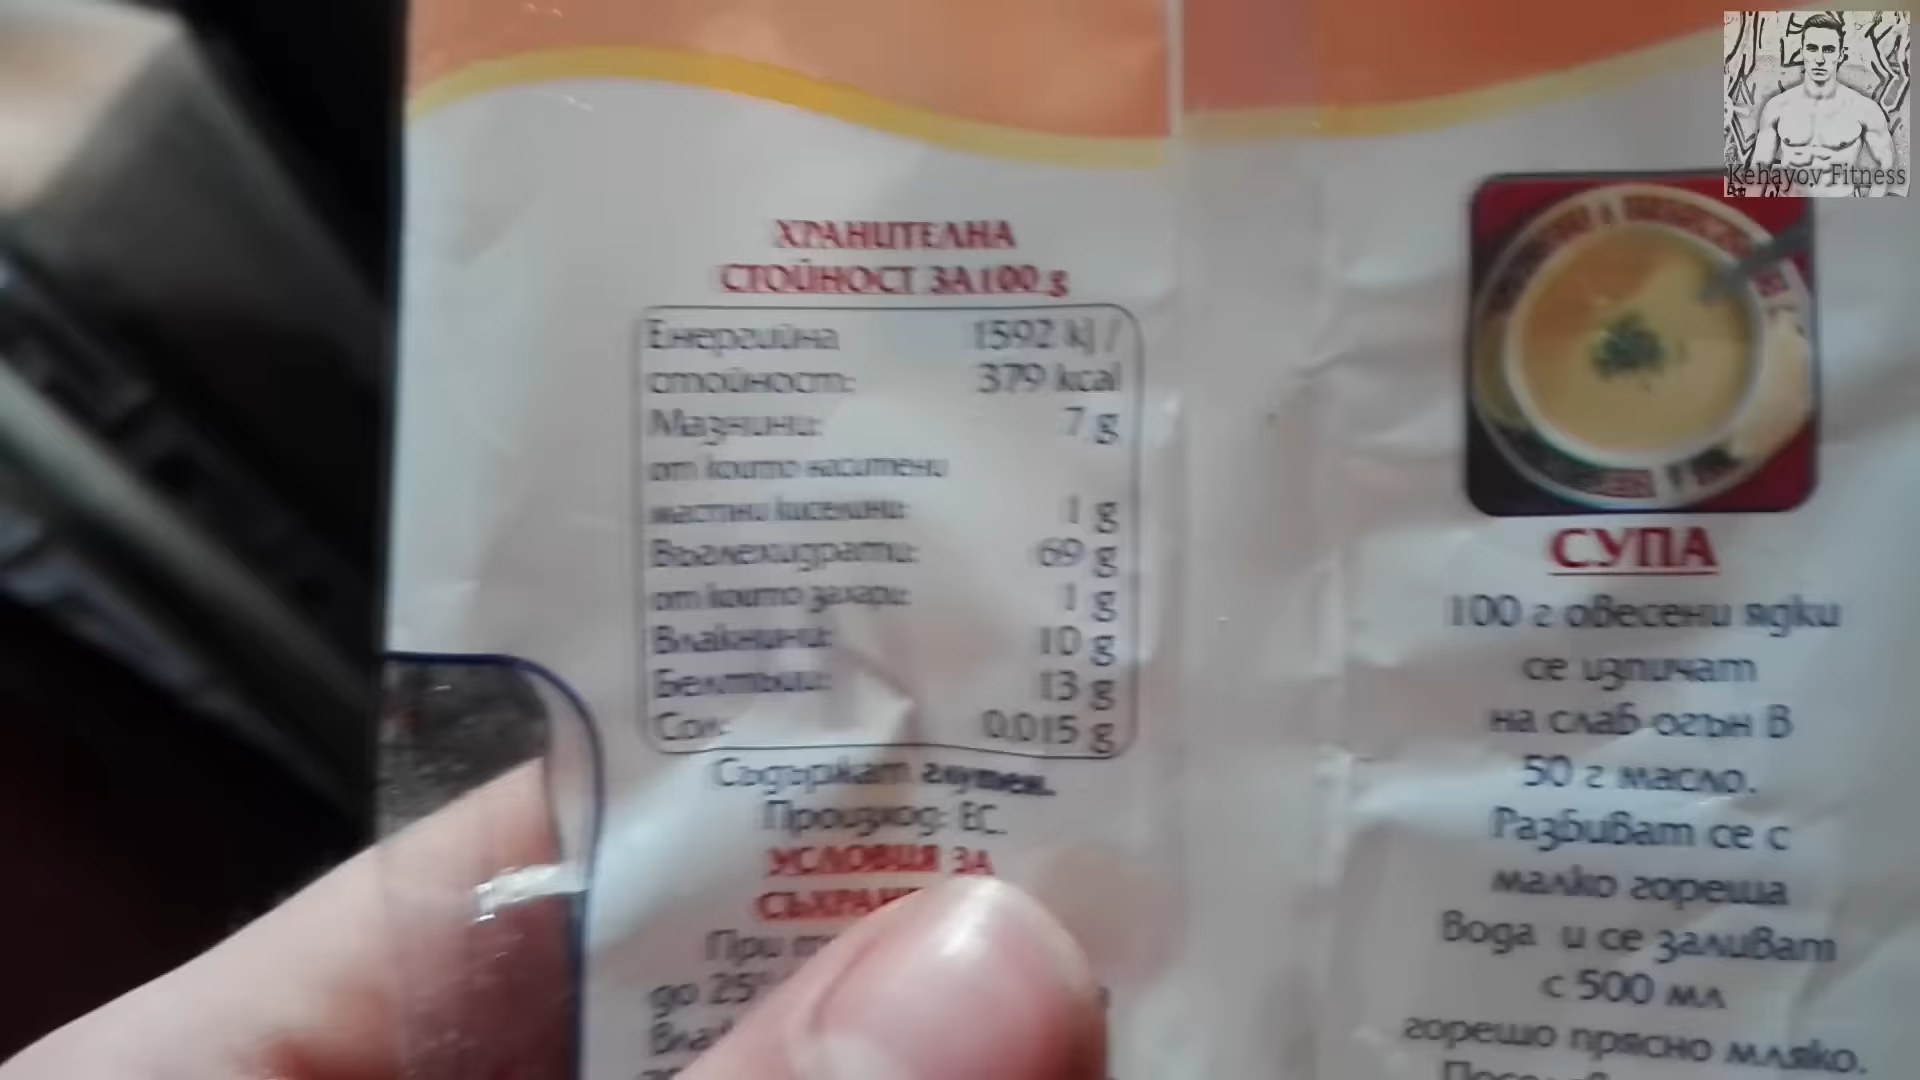 Kehayov Fitness
ХРАНИТЕЛНА
СТОЙНОСТ ЗА 100 g
Енергийна 1592 kj /
стойност: 379 kcal
Мазнини: 7 g
от които наситени
мастни киселини: 1 g
Въглехидрати: 69 g
от които захари: 1 g
Влакнини: 10 g
Белтъци: 13 g
Сол: 0.015 g
Съдържат глутен.
Произход: ЕС.
УСЛОВИЯ ЗА
При
до 25°
СУПА
100 г овесени ядки
се изпичат
на слаб огън в
50 г масло.
Разбиват се с
малко гореща
вода и се заливат
с 500 мл
горещо прясно мляко.